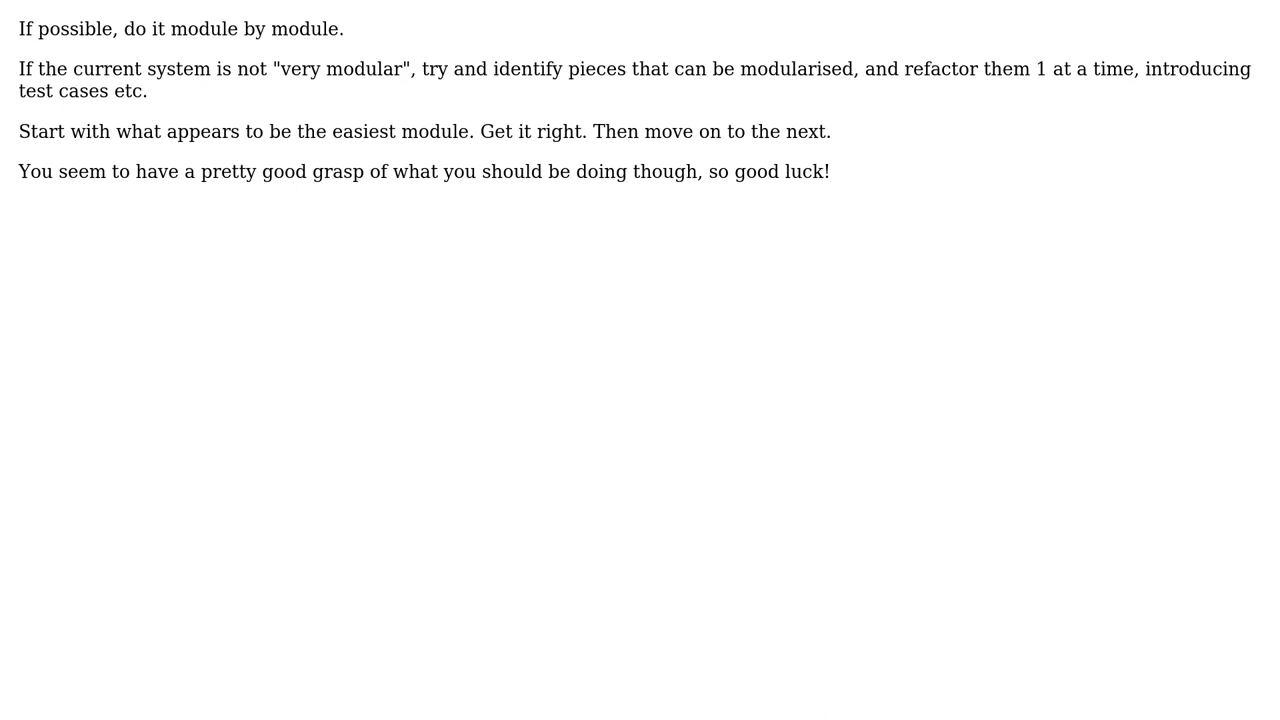 If possible, do it module by module.
If the current system is not "very modular", try and identify pieces that can be modularised, and refactor them 1 at a time, introducing
test cases etc.
Start with what appears to be the easiest module. Get it right. Then move on to the next.
You seem to have a pretty good grasp of what you should be doing though, so good luck!